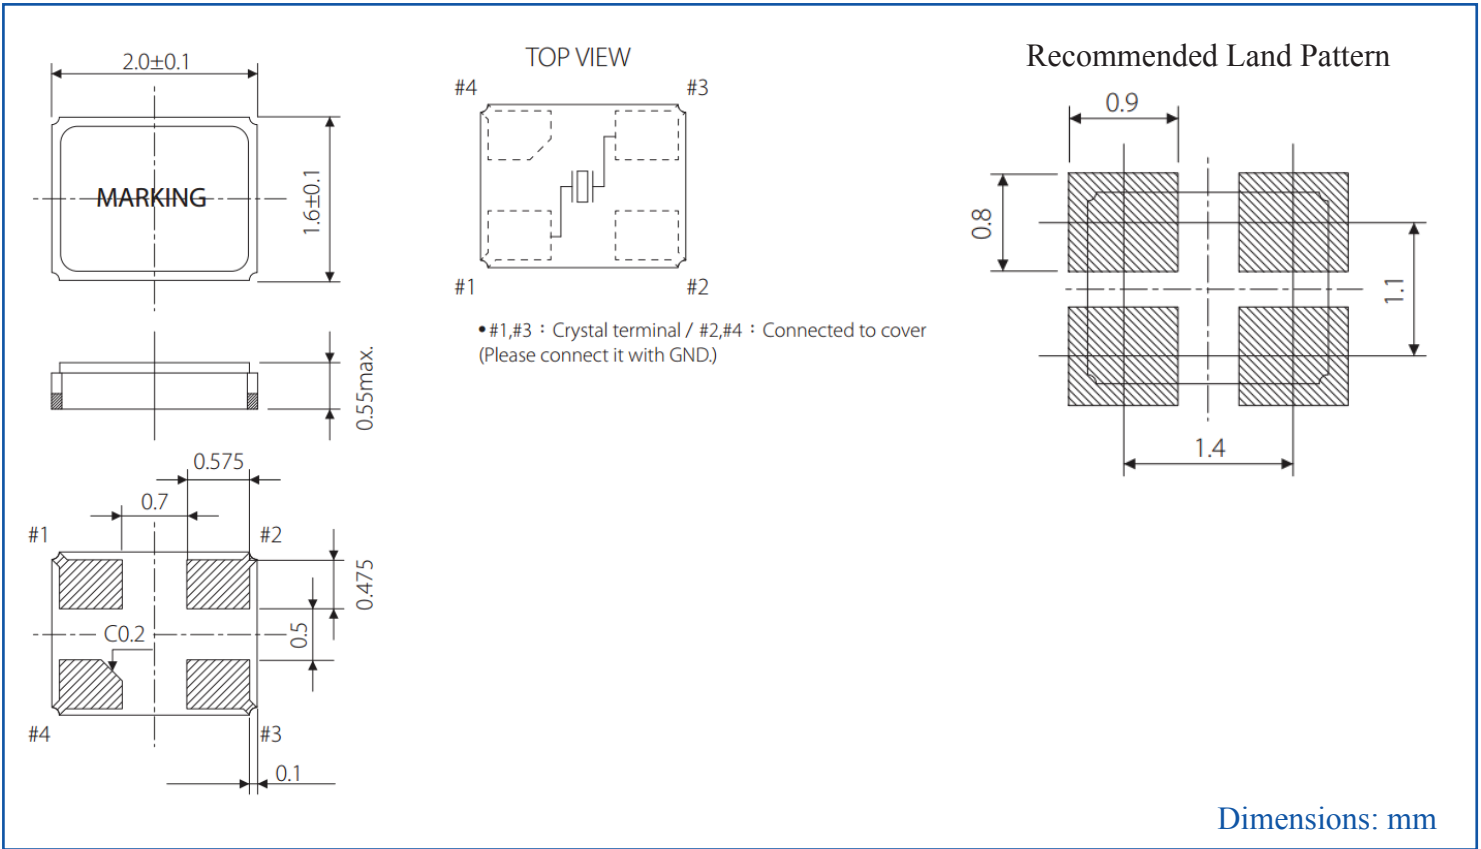 2.0±0.1
MARKING
1.6±0.1
0.55max.
0.575
0.7
#1
#2
0.475
C0.2
0.5
#4
#3
0.1
TOP VIEW
#4
#3
#1
#2
•#1,#3 : Crystal terminal / #2,#4 : Connected to cover
(Please connect it with GND.)
Recommended Land Pattern
0.9
0.8
1.1
1.4
Dimensions: mm